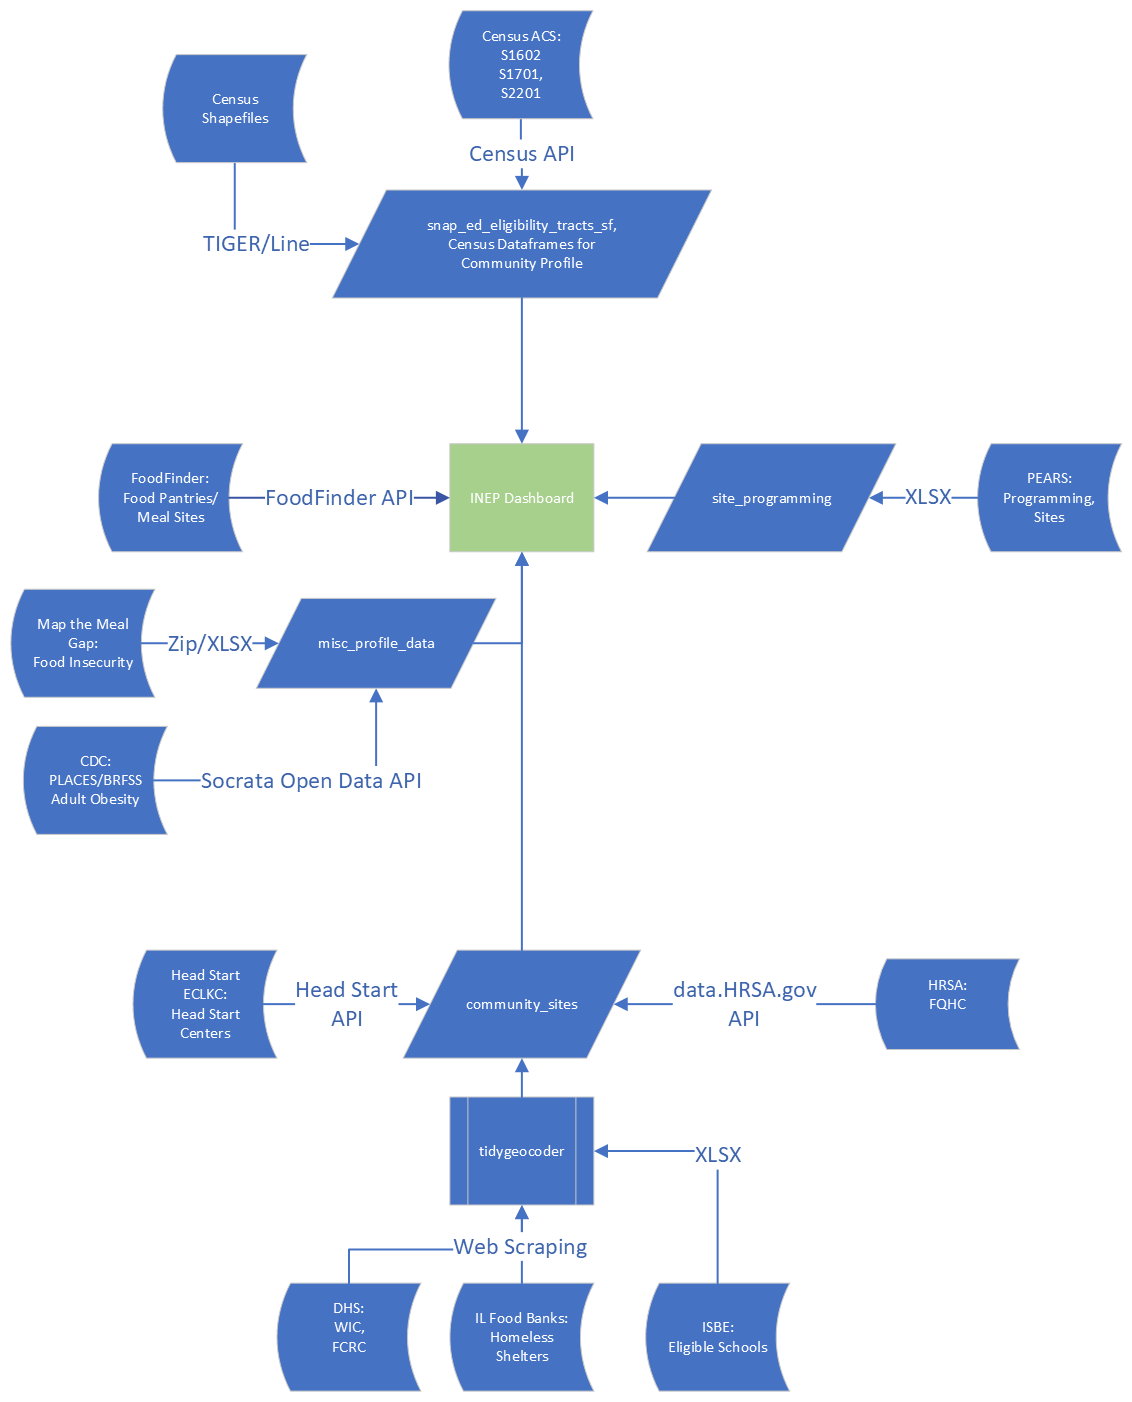 Census ACS:
S1602
S1701,
S2201
Census
Shapefiles
Census API
TIGER/Line
snap_ed_eligibility_tracts_sf,
Census Dataframes for
Community Profile
FoodFinder:
Food Pantries/
Meal Sites
FoodFinder API
INEP Dashboard
site_programming
XLSX
PEARS:
Programming,
Sites
Map the Meal
Gap:
Food Insecurity
Zip/XLSX
misc_profile_data
CDC:
PLACES/BRFSS
Adult Obesity
Socrata Open Data API
Head Start
ECLKC:
Head Start
Centers
Head Start
API
community_sites
data.HRSA.gov
API
HRSA:
FQHC
tidygeocoder
XLSX
Web Scraping
DHS:
WIC,
FCRC
IL Food Banks:
Homeless
Shelters
ISBE:
Eligible Schools